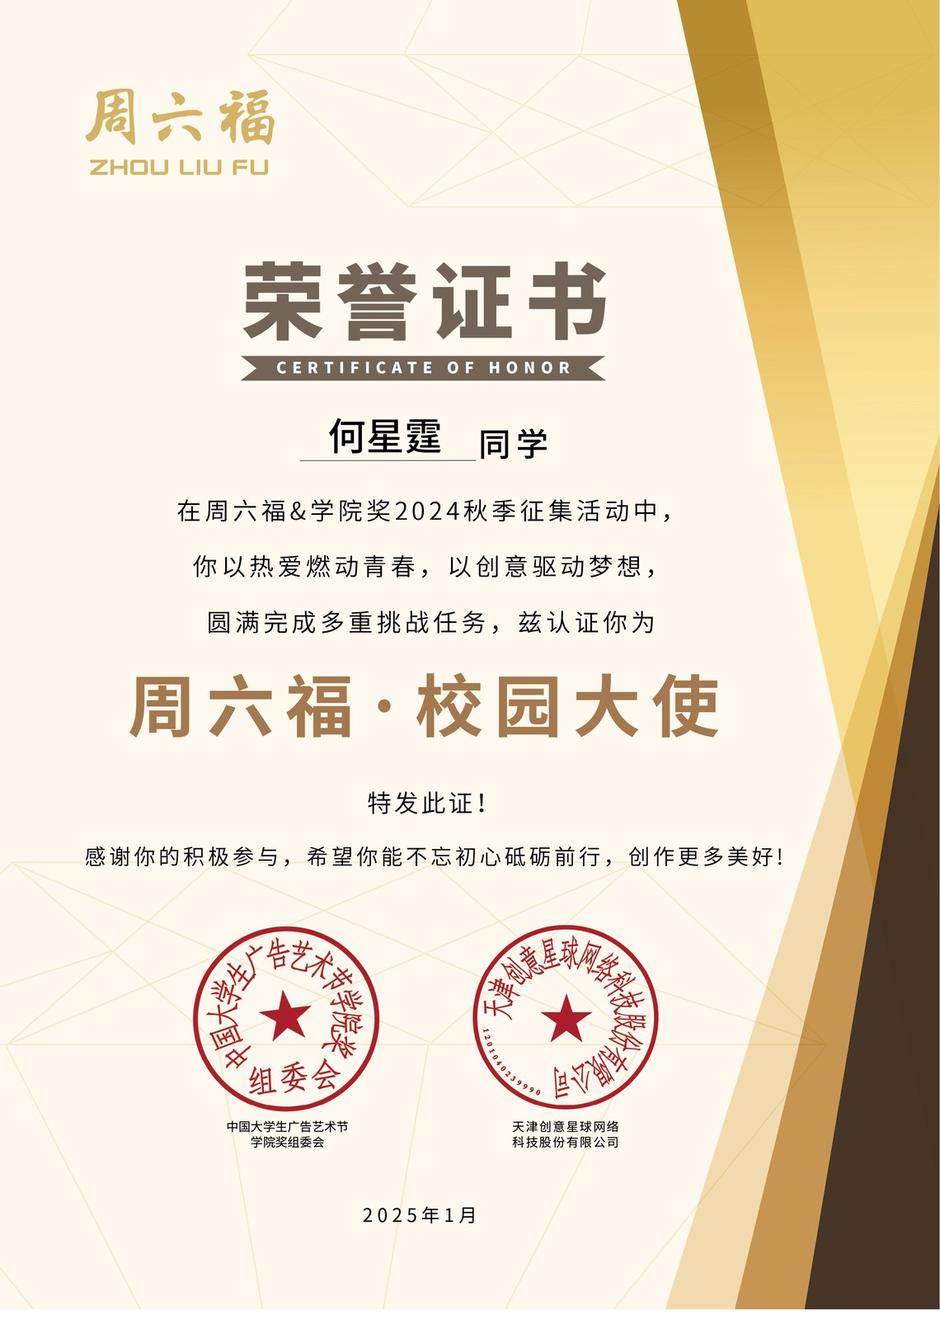 周六福
ZHOU LIU FU
荣誉证书
CERTIFICATE OF HONOR
何星霆 同学
在周六福&学院奖2024秋季征集活动中，
你以热爱燃动青春，以创意驱动梦想，
圆满完成多重挑战任务，兹认证你为
周六福·校园大使
特发此证！
感谢你的积极参与，希望你能不忘初心砥砺前行，创作更多美好！
中国大学生广告艺术节学院奖
组委会
天津创意星球网络科技股份有限公司
1201040239990
中国大学生广告艺术节
学院奖组委会
天津创意星球网络
科技股份有限公司
2025年1月